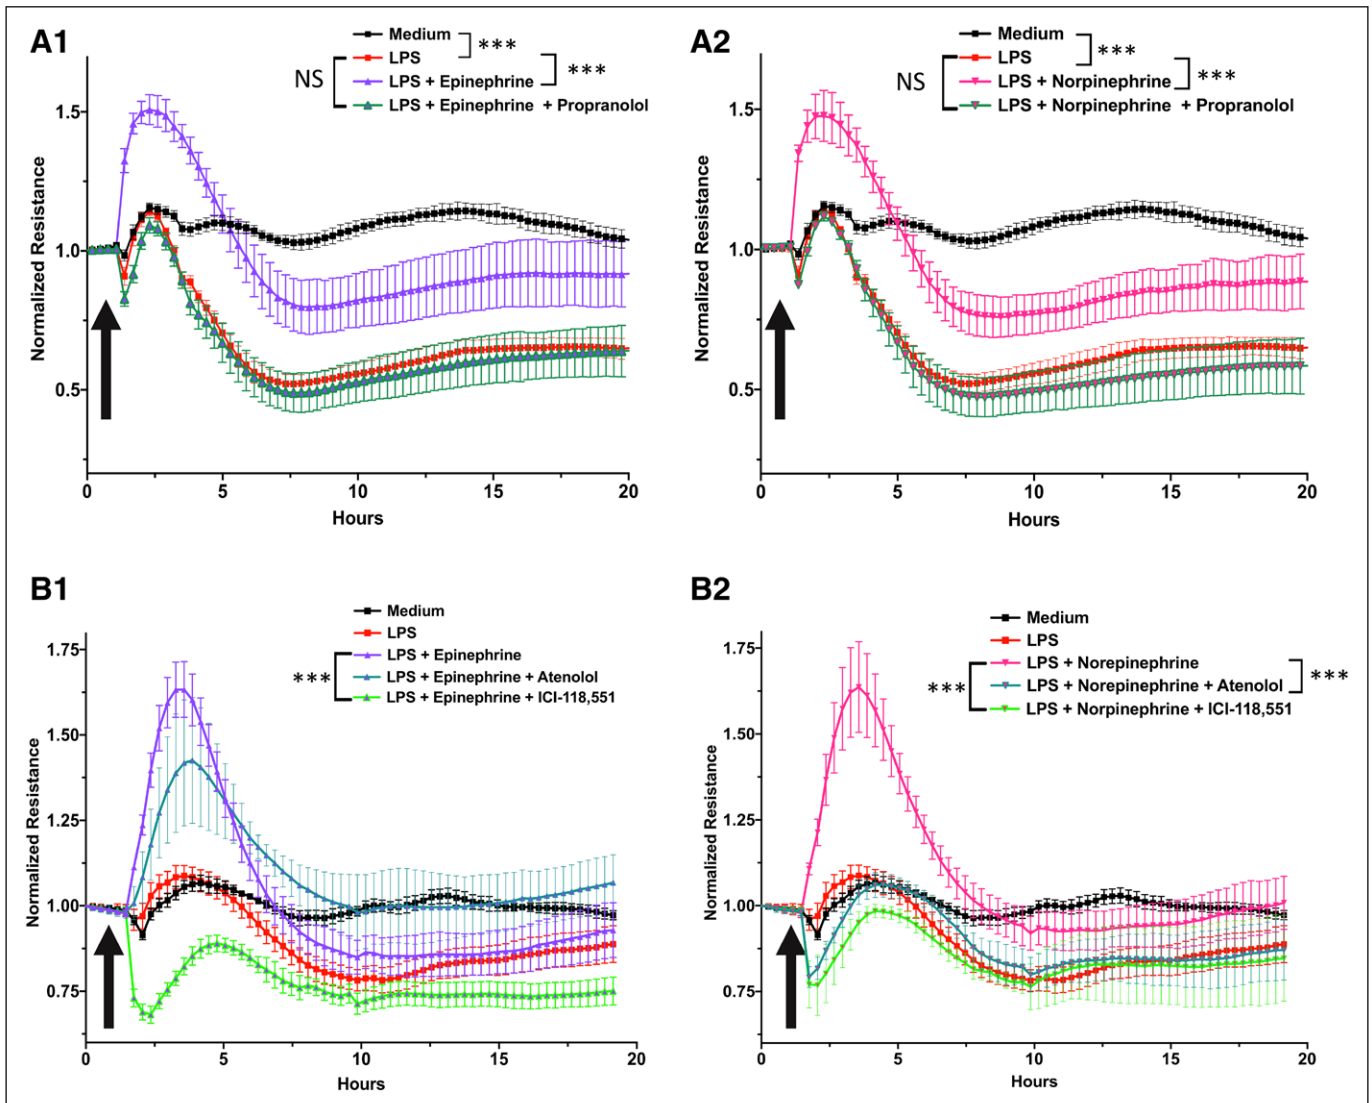 A1
Medium
LPS
LPS + Epinephrine
LPS + Epinephrine + Propranolol
***
***
NS
Normalized Resistance
1.5
1.0
0.5
0 5 10 15 20
Hours
A2
Medium
LPS
LPS + Norpinephrine
LPS + Norpinephrine + Propranolol
***
***
NS
Normalized Resistance
1.5
1.0
0.5
0 5 10 15 20
Hours
B1
Medium
LPS
LPS + Epinephrine
LPS + Epinephrine + Atenolol
LPS + Epinephrine + ICI-118,551
***
Normalized Resistance
1.75
1.50
1.25
1.00
0.75
0 5 10 15 20
Hours
B2
Medium
LPS
LPS + Norepinephrine
LPS + Norepinephrine + Atenolol
LPS + Norpinephrine + ICI-118,551
***
***
Normalized Resistance
1.75
1.50
1.25
1.00
0.75
0 5 10 15 20
Hours